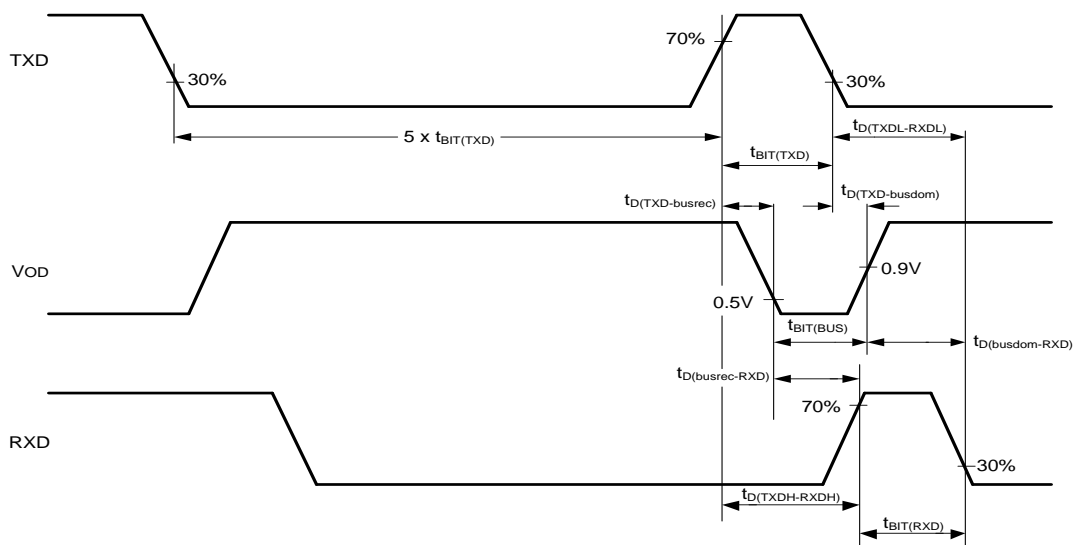 TXD
70%
30%
30%
5 x tBIT(TXD)
tD(TXDL-RXDL)
tBIT(TXD)
tD(TXD-busrec)
tD(TXD-busdom)
VOD
0.9V
0.5V
tBIT(BUS)
tD(busdom-RXD)
tD(busrec-RXD)
70%
RXD
30%
tD(TXDH-RXDH)
tBIT(RXD)